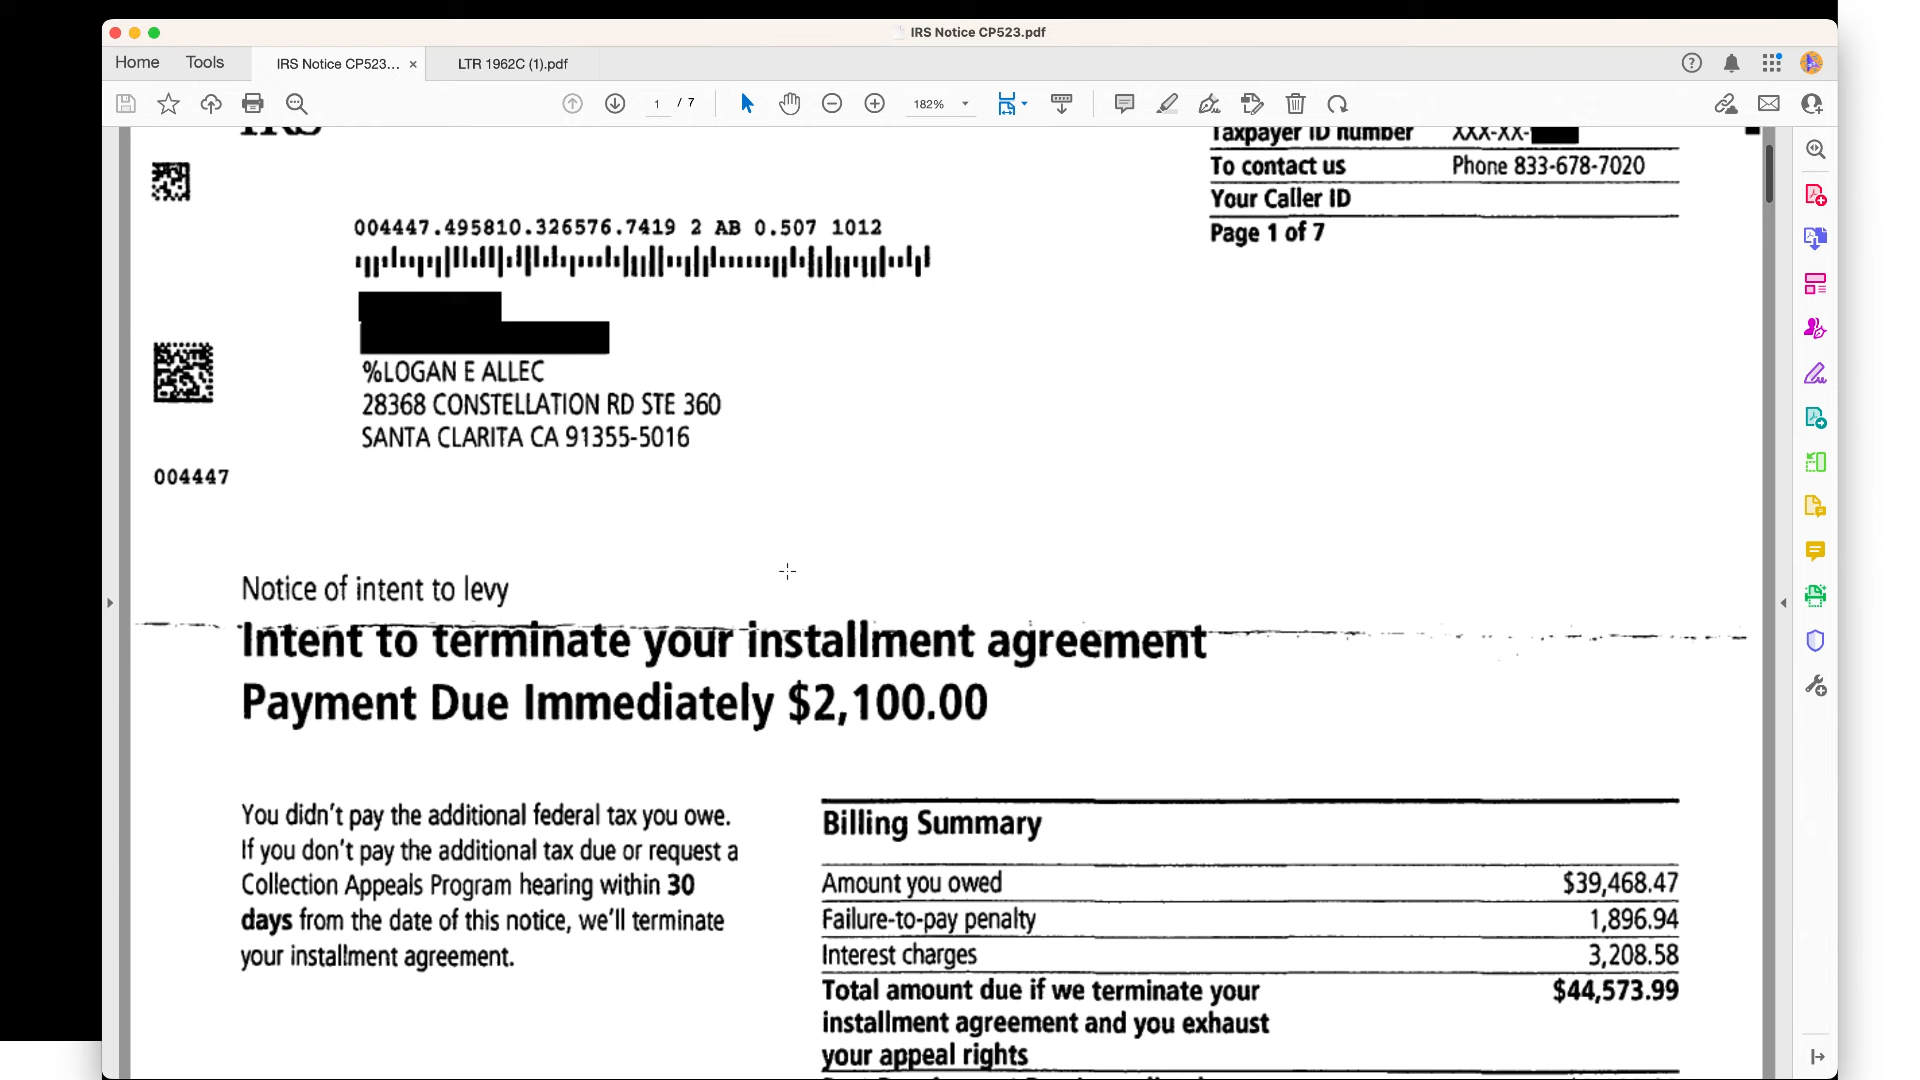 IRS Notice CP523.pdf
Home
Tools
IRS Notice CP523... ×
LTR 1962C (1).pdf
1 / 7
182%
IRS
Taxpayer ID number XXX-XX-
To contact us Phone 833-678-7020
Your Caller ID
Page 1 of 7
004447.495810.326576.7419 2 AB 0.507 1012
%LOGAN E ALLEC
28368 CONSTELLATION RD STE 360
SANTA CLARITA CA 91355-5016
004447
Notice of intent to levy
Intent to terminate your installment agreement
Payment Due Immediately $2,100.00
You didn't pay the additional federal tax you owe.
If you don't pay the additional tax due or request a
Collection Appeals Program hearing within 30
days from the date of this notice, we'll terminate
your installment agreement.
Billing Summary
Amount you owed $39,468.47
Failure-to-pay penalty 1,896.94
Interest charges 3,208.58
Total amount due if we terminate your $44,573.99
installment agreement and you exhaust
your appeal rights